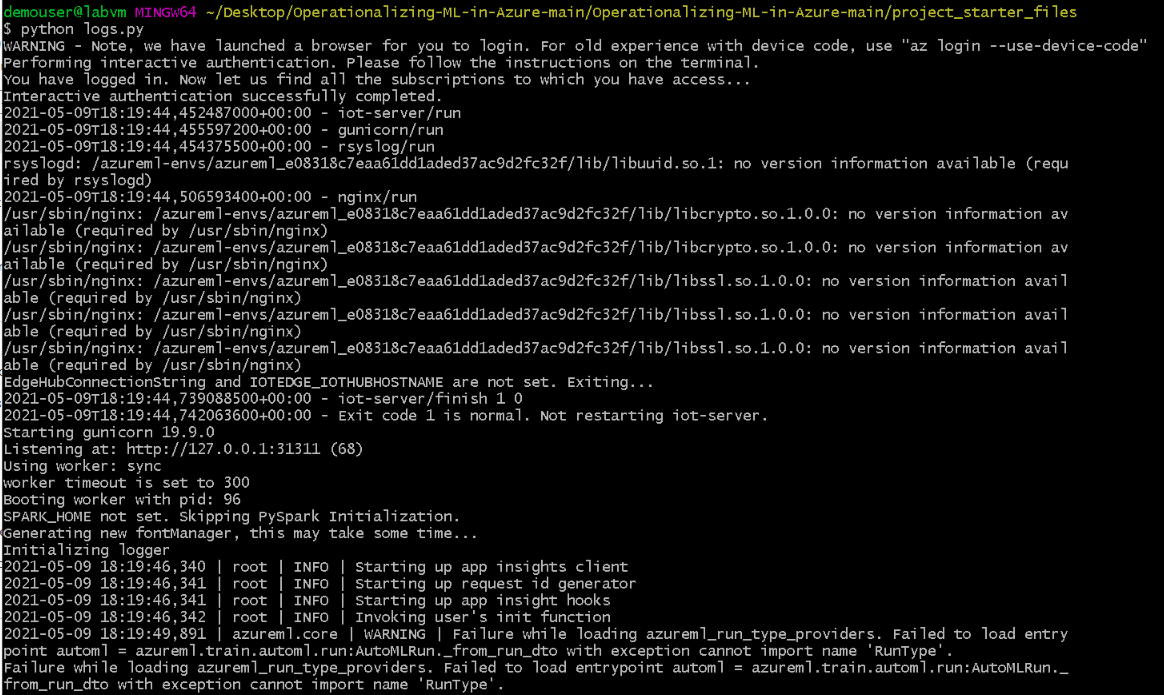 demouser@labvm MINGW64 ~/Desktop/Operationalizing-ML-in-Azure-main/Operationalizing-ML-in-Azure-main/project_starter_files
$ python logs.py
WARNING - Note, we have launched a browser for you to login. For old experience with device code, use "az login --use-device-code"
Performing interactive authentication. Please follow the instructions on the terminal.
You have logged in. Now let us find all the subscriptions to which you have access...
Interactive authentication successfully completed.
2021-05-09T18:19:44,452487000+00:00 - iot-server/run
2021-05-09T18:19:44,455597200+00:00 - gunicorn/run
2021-05-09T18:19:44,454375500+00:00 - rsyslog/run
rsyslogd: /azureml-envs/azureml_e08318c7eaa61dd1aded37ac9d2fc32f/lib/libuuid.so.1: no version information available (requ
ired by rsyslogd)
2021-05-09T18:19:44,506593400+00:00 - nginx/run
/usr/sbin/nginx: /azureml-envs/azureml_e08318c7eaa61dd1aded37ac9d2fc32f/lib/libcrypto.so.1.0.0: no version information av
ailable (required by /usr/sbin/nginx)
/usr/sbin/nginx: /azureml-envs/azureml_e08318c7eaa61dd1aded37ac9d2fc32f/lib/libcrypto.so.1.0.0: no version information av
ailable (required by /usr/sbin/nginx)
/usr/sbin/nginx: /azureml-envs/azureml_e08318c7eaa61dd1aded37ac9d2fc32f/lib/libssl.so.1.0.0: no version information avail
able (required by /usr/sbin/nginx)
/usr/sbin/nginx: /azureml-envs/azureml_e08318c7eaa61dd1aded37ac9d2fc32f/lib/libssl.so.1.0.0: no version information avail
able (required by /usr/sbin/nginx)
/usr/sbin/nginx: /azureml-envs/azureml_e08318c7eaa61dd1aded37ac9d2fc32f/lib/libssl.so.1.0.0: no version information avail
able (required by /usr/sbin/nginx)
EdgeHubConnectionString and IOTEDGE_IOTHUBHOSTNAME are not set. Exiting...
2021-05-09T18:19:44,739088500+00:00 - iot-server/finish 1 0
2021-05-09T18:19:44,742063600+00:00 - Exit code 1 is normal. Not restarting iot-server.
Starting gunicorn 19.9.0
Listening at: http://127.0.0.1:31311 (68)
Using worker: sync
worker timeout is set to 300
Booting worker with pid: 96
SPARK_HOME not set. Skipping PySpark Initialization.
Generating new fontManager, this may take some time...
Initializing logger
2021-05-09 18:19:46,340 | root | INFO | Starting up app insights client
2021-05-09 18:19:46,341 | root | INFO | Starting up request id generator
2021-05-09 18:19:46,341 | root | INFO | Starting up app insight hooks
2021-05-09 18:19:46,342 | root | INFO | Invoking user's init function
2021-05-09 18:19:49,891 | azureml.core | WARNING | Failure while loading azureml_run_type_providers. Failed to load entry
point automl = azureml.train.automl.run:AutoMLRun._from_run_dto with exception cannot import name 'RunType'.
Failure while loading azureml_run_type_providers. Failed to load entrypoint automl = azureml.train.automl.run:AutoMLRun._
from_run_dto with exception cannot import name 'RunType'.